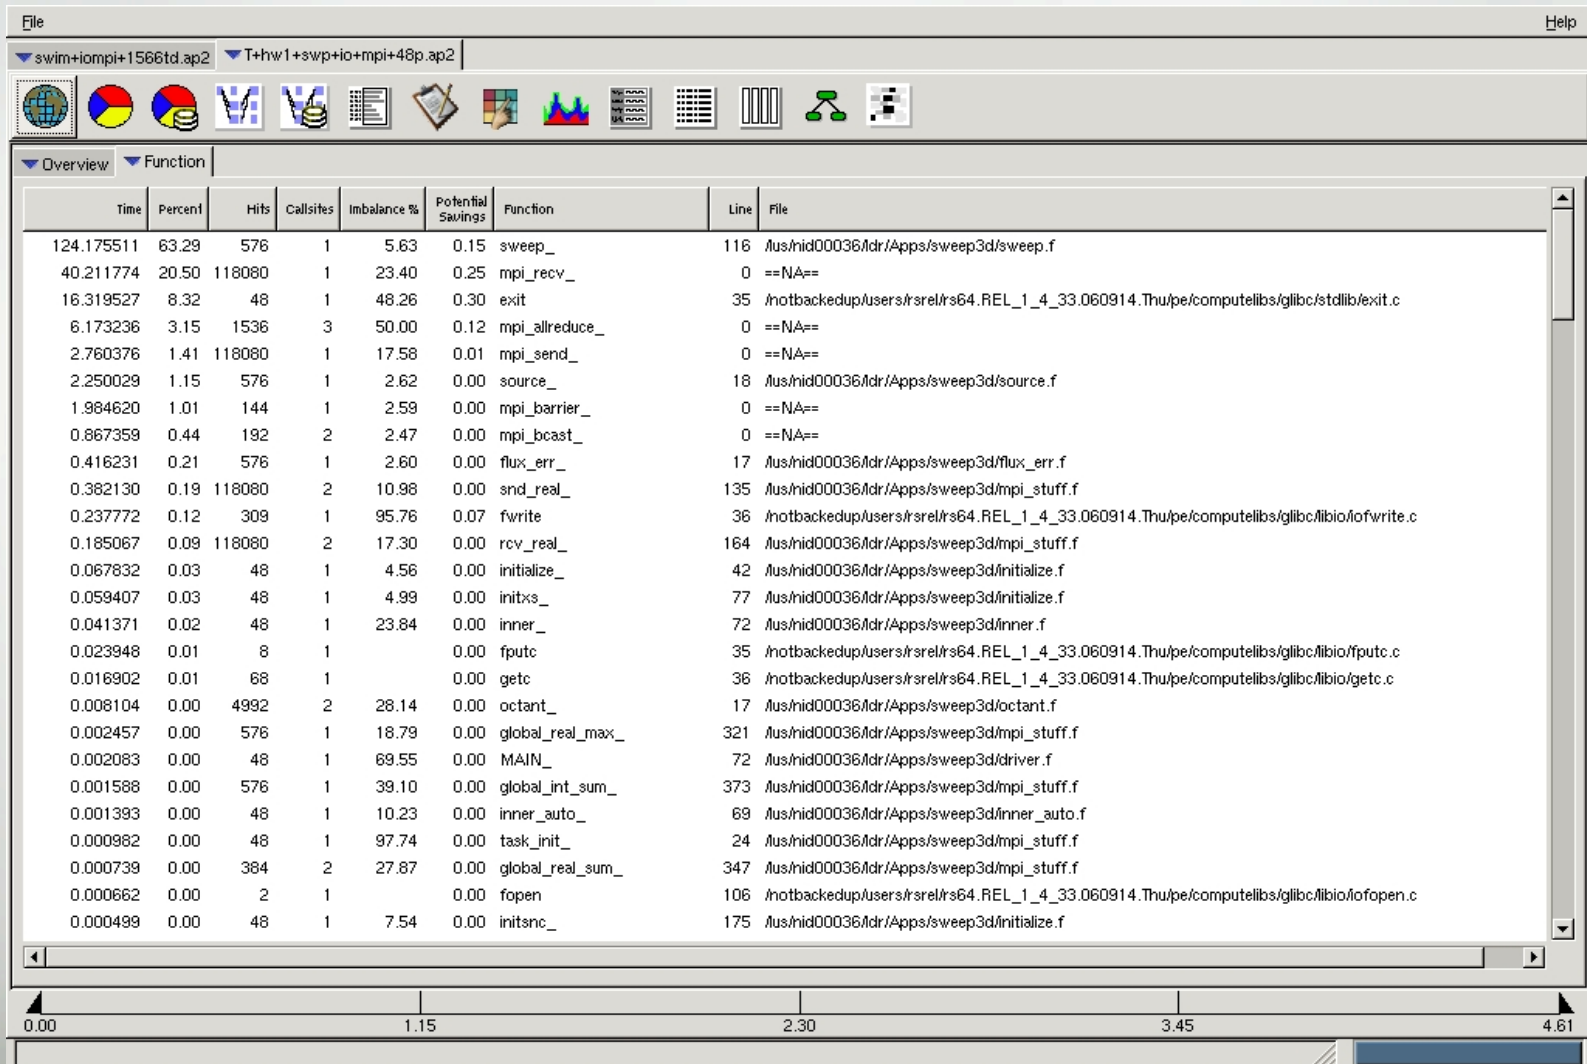 File Help
swim+iompi+1566td.ap2 T+hw1+swp+io+mpi+48p.ap2
Overview Function
Time Percent Hits Callsites Imbalance % Potential Savings Function Line File
124.175511 63.29 576 1 5.63 0.15 sweep_ 116 /lus/nid00036/ldr/Apps/sweep3d/sweep.f
40.211774 20.50 118080 1 23.40 0.25 mpi_recv_ 0 ==NA==
16.319527 8.32 48 1 48.26 0.30 exit 35 /notbackedup/users/rsrel/rs64.REL_1_4_33.060914.Thu/pe/computelibs/glibc/stdlib/exit.c
6.173236 3.15 1536 3 50.00 0.12 mpi_allreduce_ 0 ==NA==
2.760376 1.41 118080 1 17.58 0.01 mpi_send_ 0 ==NA==
2.250029 1.15 576 1 2.62 0.00 source_ 18 /lus/nid00036/ldr/Apps/sweep3d/source.f
1.984620 1.01 144 1 2.59 0.00 mpi_barrier_ 0 ==NA==
0.867359 0.44 192 2 2.47 0.00 mpi_bcast_ 0 ==NA==
0.416231 0.21 576 1 2.60 0.00 flux_err_ 17 /lus/nid00036/ldr/Apps/sweep3d/flux_err.f
0.382130 0.19 118080 2 10.98 0.00 snd_real_ 135 /lus/nid00036/ldr/Apps/sweep3d/mpi_stuff.f
0.237772 0.12 309 1 95.76 0.07 fwrite 36 /notbackedup/users/rsrel/rs64.REL_1_4_33.060914.Thu/pe/computelibs/glibc/libio/iofwrite.c
0.185067 0.09 118080 2 17.30 0.00 rcv_real_ 164 /lus/nid00036/ldr/Apps/sweep3d/mpi_stuff.f
0.067832 0.03 48 1 4.56 0.00 initialize_ 42 /lus/nid00036/ldr/Apps/sweep3d/initialize.f
0.059407 0.03 48 1 4.99 0.00 initxs_ 77 /lus/nid00036/ldr/Apps/sweep3d/initialize.f
0.041371 0.02 48 1 23.84 0.00 inner_ 72 /lus/nid00036/ldr/Apps/sweep3d/inner.f
0.023948 0.01 8 1 0.00 fputc 35 /notbackedup/users/rsrel/rs64.REL_1_4_33.060914.Thu/pe/computelibs/glibc/libio/fputc.c
0.016902 0.01 68 1 0.00 getc 36 /notbackedup/users/rsrel/rs64.REL_1_4_33.060914.Thu/pe/computelibs/glibc/libio/getc.c
0.008104 0.00 4992 2 28.14 0.00 octant_ 17 /lus/nid00036/ldr/Apps/sweep3d/octant.f
0.002457 0.00 576 1 18.79 0.00 global_real_max_ 321 /lus/nid00036/ldr/Apps/sweep3d/mpi_stuff.f
0.002083 0.00 48 1 69.55 0.00 MAIN_ 72 /lus/nid00036/ldr/Apps/sweep3d/driver.f
0.001588 0.00 576 1 39.10 0.00 global_int_sum_ 373 /lus/nid00036/ldr/Apps/sweep3d/mpi_stuff.f
0.001393 0.00 48 1 10.23 0.00 inner_auto_ 69 /lus/nid00036/ldr/Apps/sweep3d/inner_auto.f
0.000982 0.00 48 1 97.74 0.00 task_init_ 24 /lus/nid00036/ldr/Apps/sweep3d/mpi_stuff.f
0.000739 0.00 384 2 27.87 0.00 global_real_sum_ 347 /lus/nid00036/ldr/Apps/sweep3d/mpi_stuff.f
0.000662 0.00 2 1 0.00 fopen 106 /notbackedup/users/rsrel/rs64.REL_1_4_33.060914.Thu/pe/computelibs/glibc/libio/iofopen.c
0.000499 0.00 48 1 7.54 0.00 initsnc_ 175 /lus/nid00036/ldr/Apps/sweep3d/initialize.f
0.00 1.15 2.30 3.45 4.61